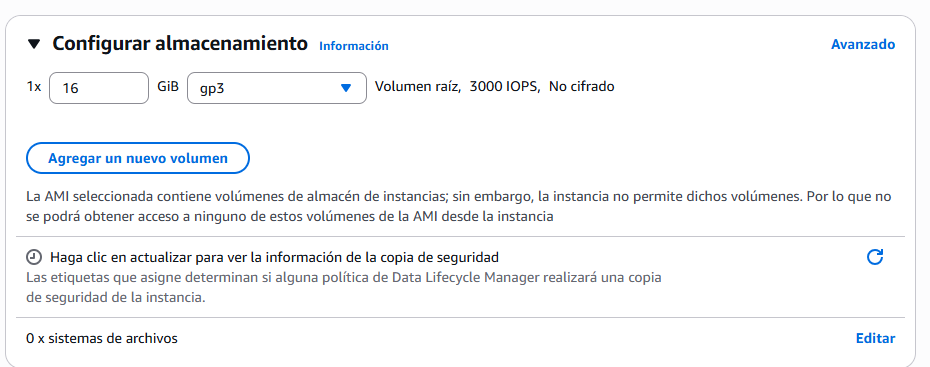 Configurar almacenamiento Información Avanzado
1x 16 GiB gp3 Volumen raíz, 3000 IOPS, No cifrado
Agregar un nuevo volumen
La AMI seleccionada contiene volúmenes de almacén de instancias; sin embargo, la instancia no permite dichos volúmenes. Por lo que no
se podrá obtener acceso a ninguno de estos volúmenes de la AMI desde la instancia
Haga clic en actualizar para ver la información de la copia de seguridad
Las etiquetas que asigne determinan si alguna política de Data Lifecycle Manager realizará una copia
de seguridad de la instancia.
0 x sistemas de archivos Editar